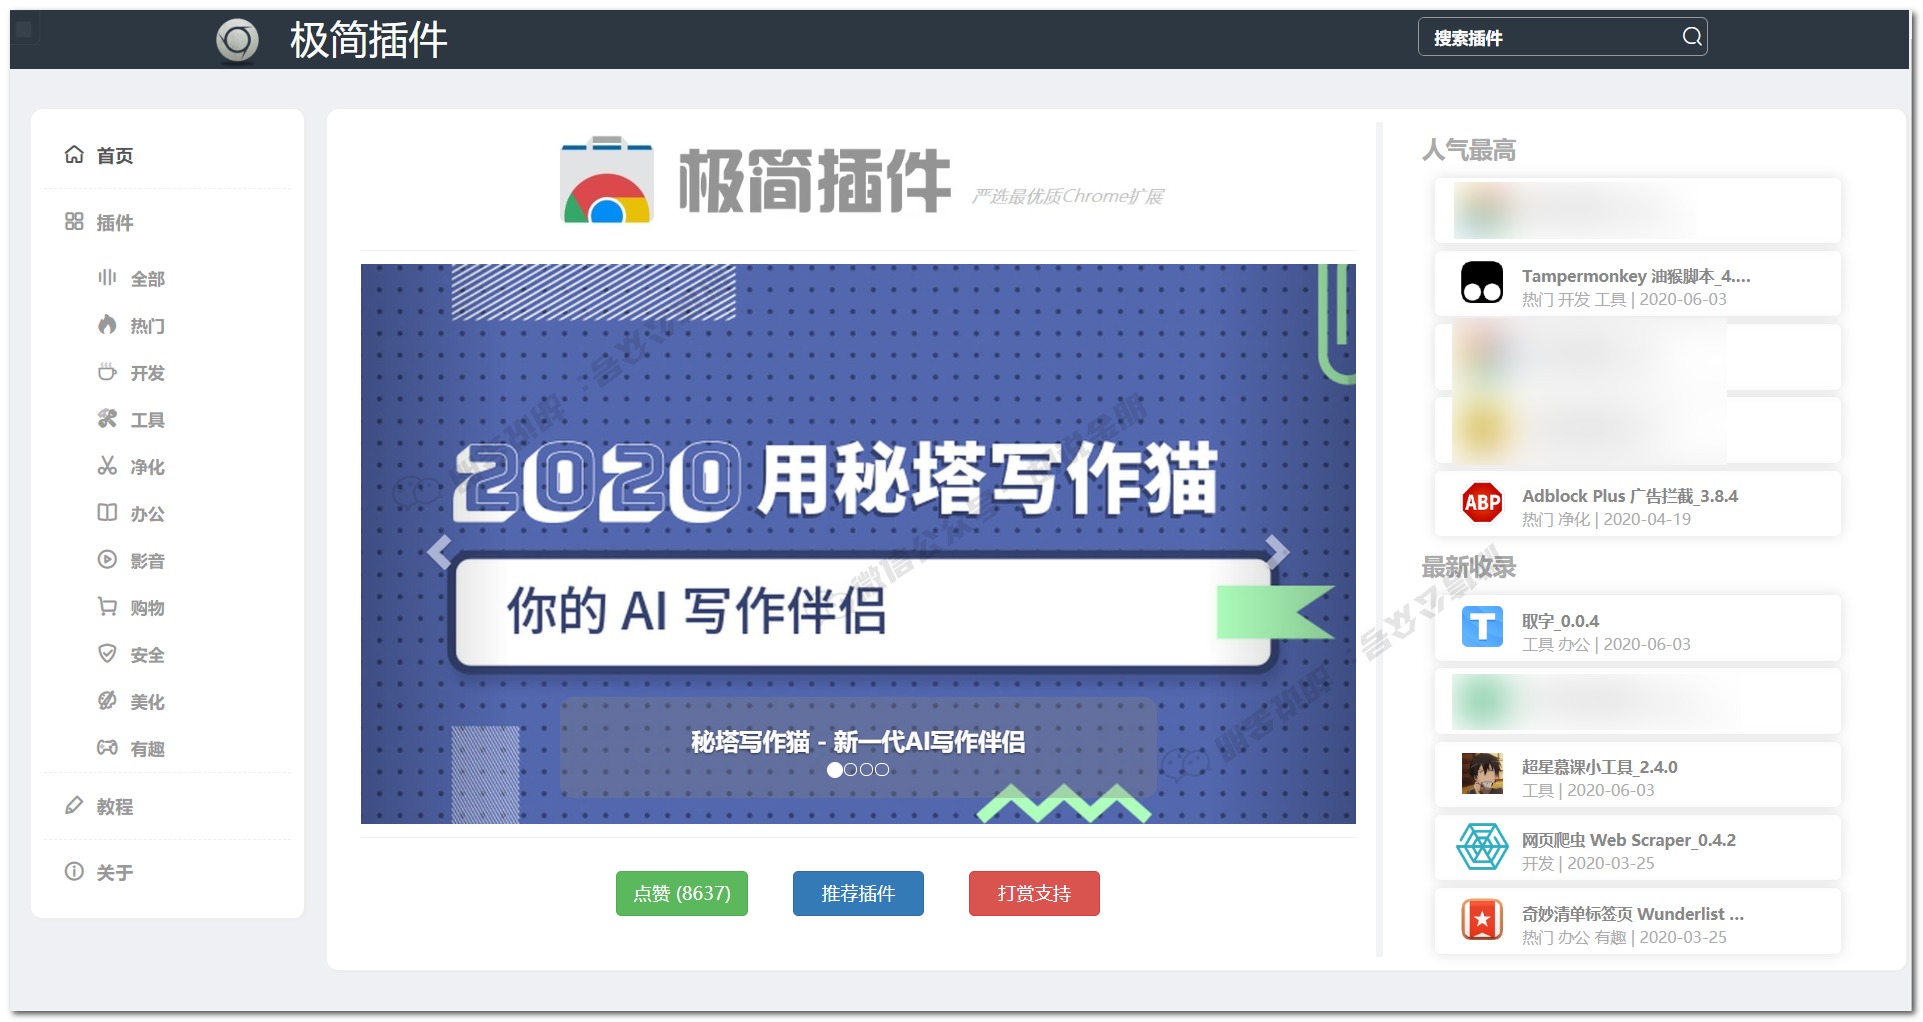 极简插件
搜索插件
首页
插件
全部
热门
开发
工具
净化
办公
影音
购物
安全
美化
有趣
教程
关于
极简插件
严选最优质Chrome扩展
2020 用秘塔写作猫
你的 AI 写作伴侣
秘塔写作猫 - 新一代AI写作伴侣
点赞 (8637)
推荐插件
打赏支持
人气最高
Tampermonkey 油猴脚本_4....
热门 开发 工具 | 2020-06-03
Adblock Plus 广告拦截_3.8.4
ABP
热门 净化 | 2020-04-19
最新收录
取字_0.0.4
T
工具 办公 | 2020-06-03
超星慕课小工具_2.4.0
工具 | 2020-06-03
网页爬虫 Web Scraper_0.4.2
开发 | 2020-03-25
奇妙清单标签页 Wunderlist ...
热门 办公 有趣 | 2020-03-25
微信公众号